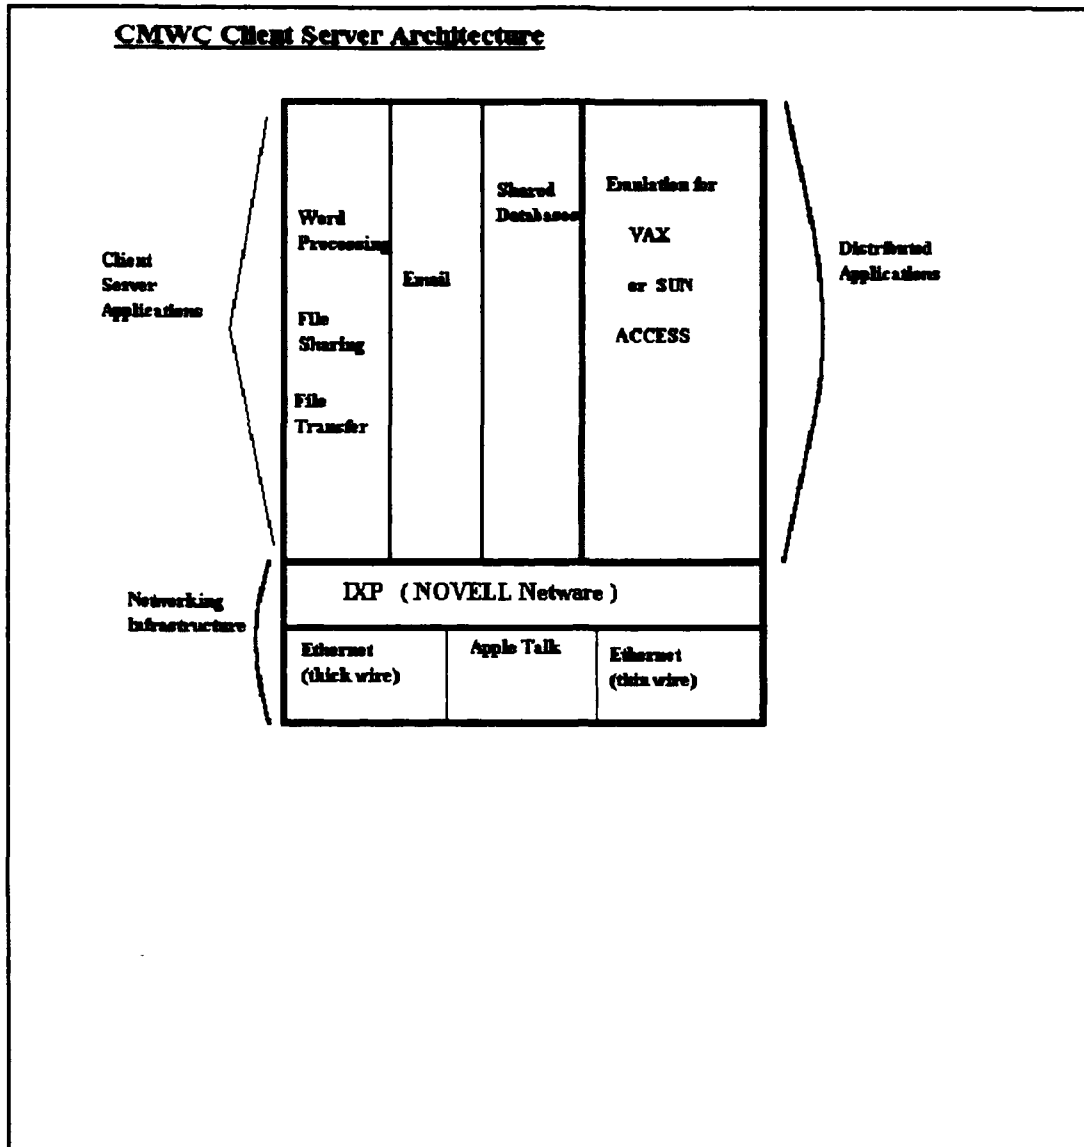 CMWC Client Server Architecture
Client
Server
Applications
Word
Processing
File
Sharing
File
Transfer
Email
Shared
Databases
Emulation for
VAX
or SUN
ACCESS
Distributed
Applications
Networking
Infrastructure
IXP ( NOVELL Netware )
Ethernet
(thick wire)
Apple Talk
Ethernet
(thin wire)